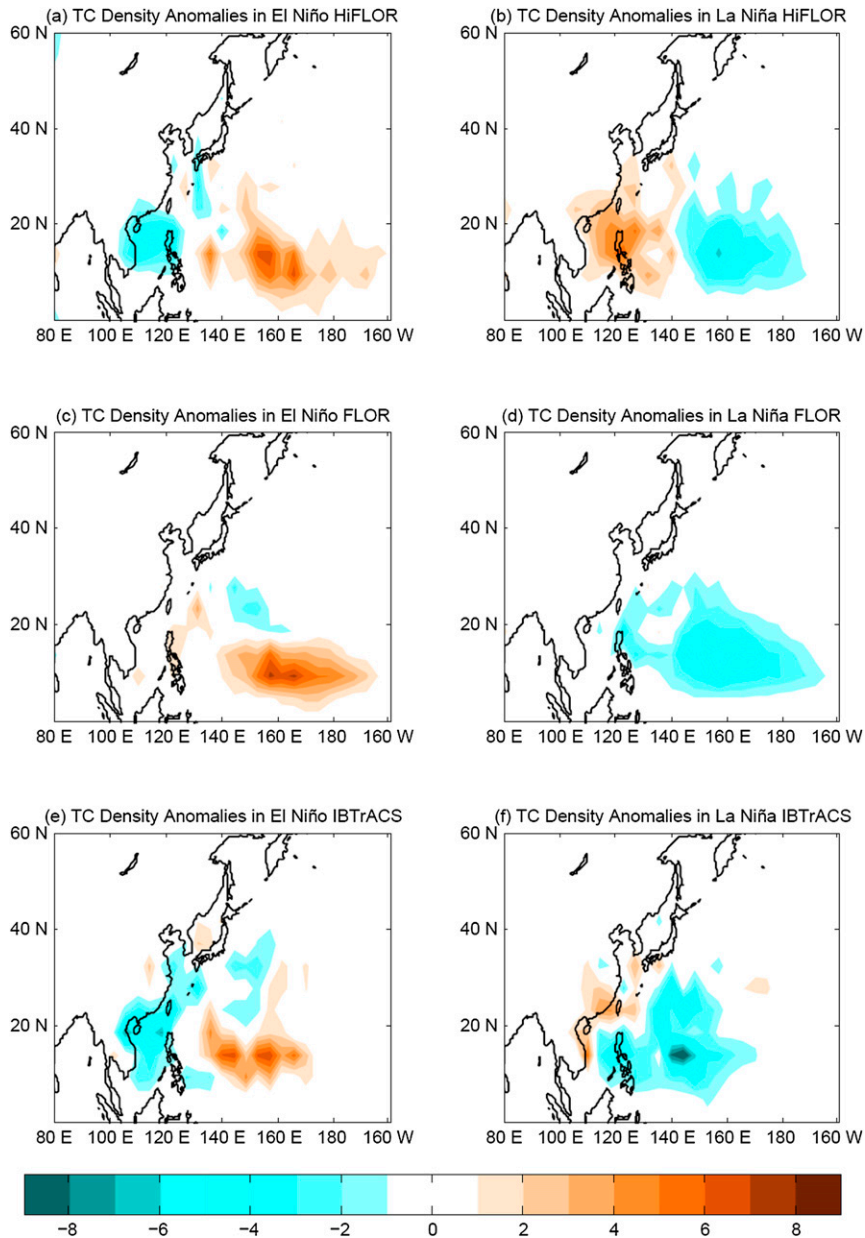 (a) TC Density Anomalies in El Niño HiFLOR
(b) TC Density Anomalies in La Niña HiFLOR
60 N
40 N
20 N
80 E 100 E 120 E 140 E 160 E 180 E 160 W
60 N
40 N
20 N
80 E 100 E 120 E 140 E 160 E 180 E 160 W
(c) TC Density Anomalies in El Niño FLOR
(d) TC Density Anomalies in La Niña FLOR
60 N
40 N
20 N
80 E 100 E 120 E 140 E 160 E 180 E 160 W
60 N
40 N
20 N
80 E 100 E 120 E 140 E 160 E 180 E 160 W
(e) TC Density Anomalies in El Niño IBTrACS
(f) TC Density Anomalies in La Niña IBTrACS
60 N
40 N
20 N
80 E 100 E 120 E 140 E 160 E 180 E 160 W
60 N
40 N
20 N
80 E 100 E 120 E 140 E 160 E 180 E 160 W
−8 −6 −4 −2 0 2 4 6 8